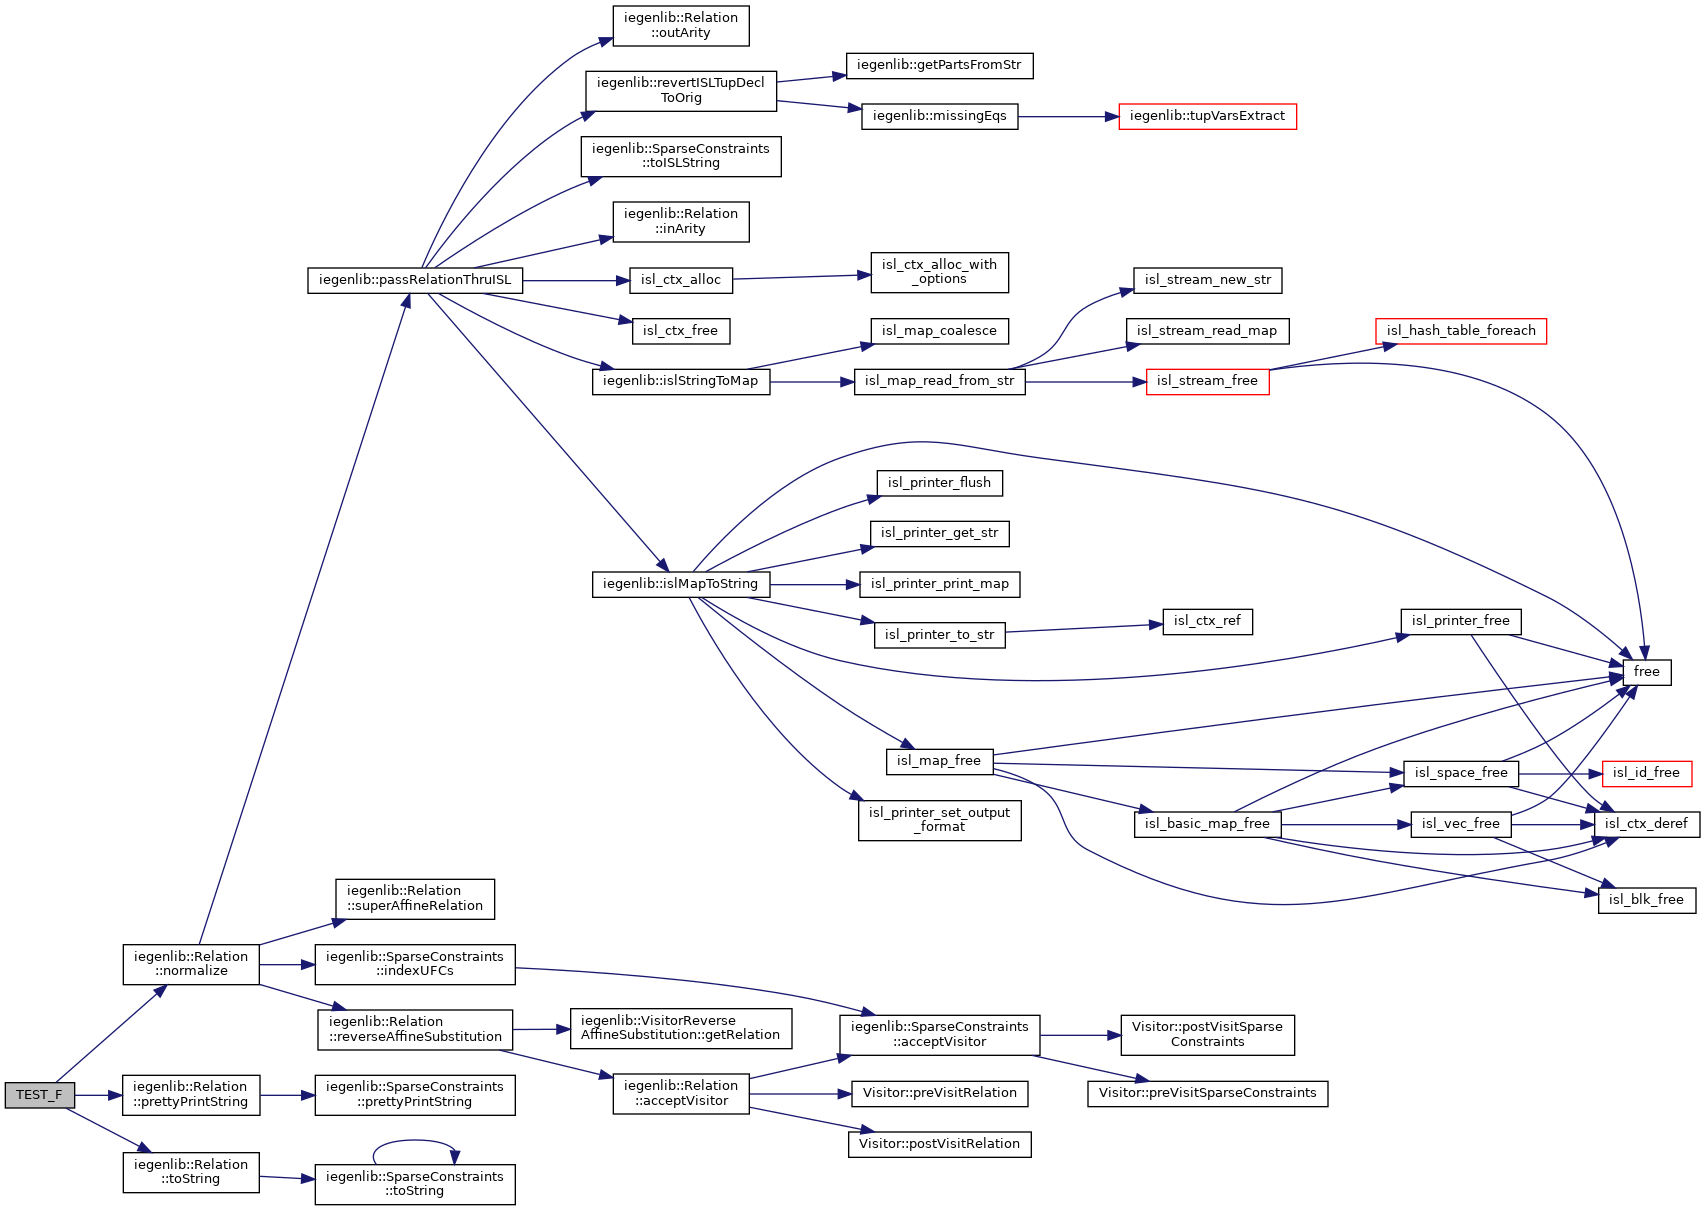 iegenlib::Relation
::outArity
iegenlib::revertISLTupDecl
ToOrig
iegenlib::getPartsFromStr
iegenlib::missingEqs
iegenlib::tupVarsExtract
iegenlib::SparseConstraints
::toISLString
iegenlib::Relation
::inArity
iegenlib::passRelationThruISL
isl_ctx_alloc
isl_ctx_alloc_with
_options
isl_stream_new_str
isl_ctx_free
isl_map_coalesce
isl_stream_read_map
isl_hash_table_foreach
iegenlib::islStringToMap
isl_map_read_from_str
isl_stream_free
isl_printer_flush
isl_printer_get_str
iegenlib::islMapToString
isl_printer_print_map
isl_printer_to_str
isl_ctx_ref
isl_printer_free
free
isl_map_free
isl_space_free
isl_id_free
isl_printer_set_output
_format
isl_basic_map_free
isl_vec_free
isl_ctx_deref
isl_blk_free
iegenlib::Relation
::superAffineRelation
iegenlib::Relation
::normalize
iegenlib::SparseConstraints
::indexUFCs
iegenlib::Relation
::reverseAffineSubstitution
iegenlib::VisitorReverse
AffineSubstitution::getRelation
iegenlib::SparseConstraints
::acceptVisitor
Visitor::postVisitSparse
Constraints
TEST_F
iegenlib::Relation
::prettyPrintString
iegenlib::SparseConstraints
::prettyPrintString
iegenlib::Relation
::acceptVisitor
Visitor::preVisitRelation
Visitor::preVisitSparseConstraints
Visitor::postVisitRelation
iegenlib::Relation
::toString
iegenlib::SparseConstraints
::toString